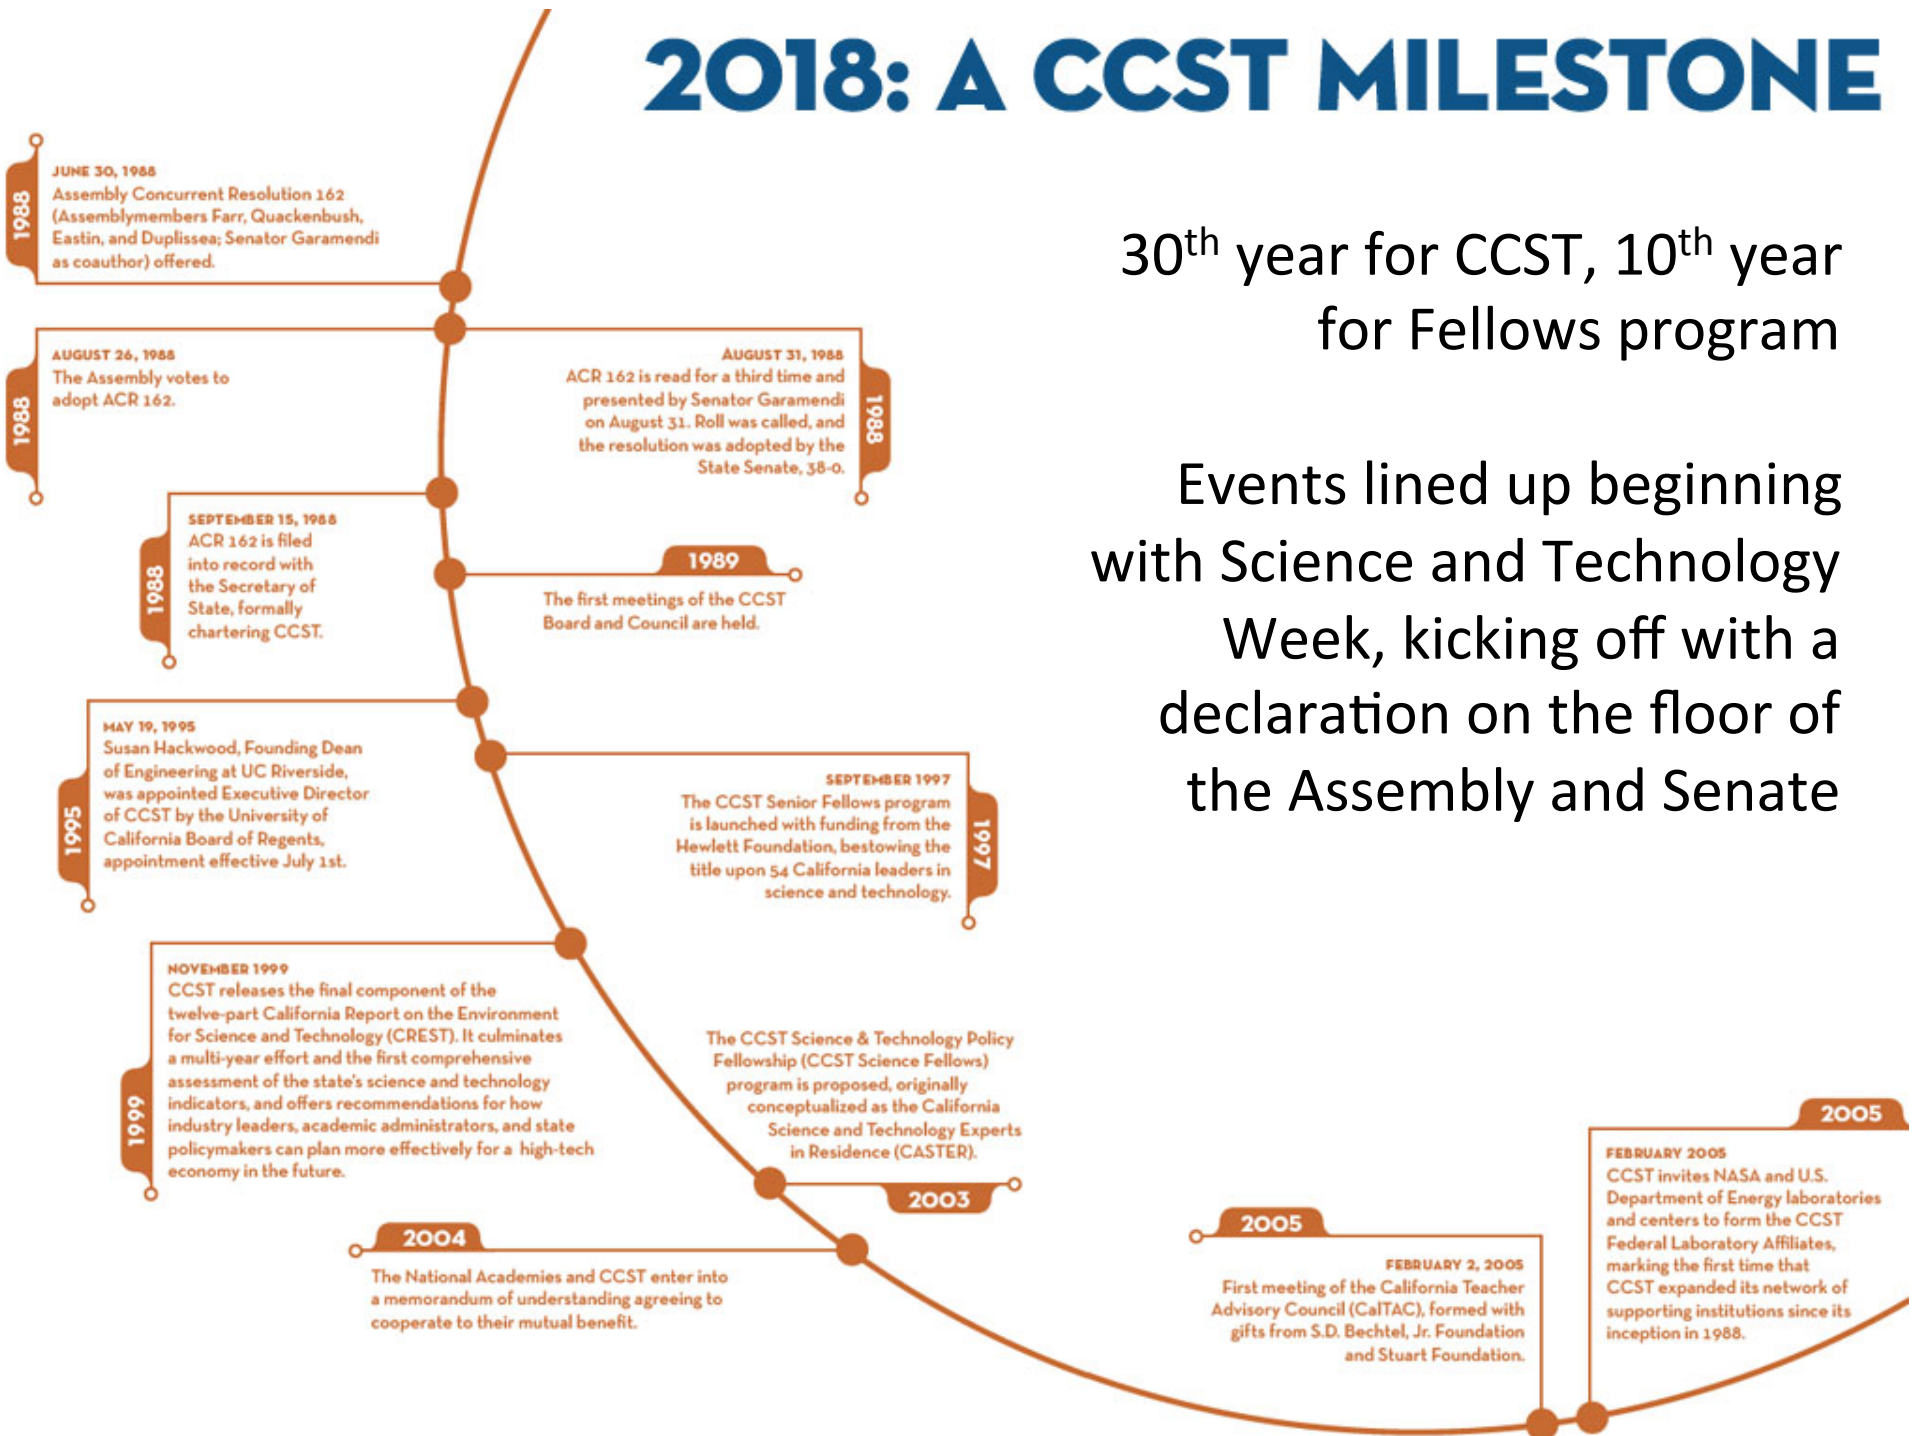 2018: A CCST MILESTONE
30th year for CCST, 10th year
for Fellows program
Events lined up beginning
with Science and Technology
Week, kicking off with a
declaration on the floor of
the Assembly and Senate
1988
JUNE 30, 1988
Assembly Concurrent Resolution 162
(Assemblymembers Farr, Quackenbush,
Eastin, and Duplissea; Senator Garamendi
as coauthor) offered.
1988
AUGUST 26, 1988
The Assembly votes to
adopt ACR 162.
AUGUST 31, 1988
ACR 162 is read for a third time and
presented by Senator Garamendi
on August 31. Roll was called, and
the resolution was adopted by the
State Senate, 38-0.
1988
1988
SEPTEMBER 15, 1988
ACR 162 is filed
into record with
the Secretary of
State, formally
chartering CCST.
1989
The first meetings of the CCST
Board and Council are held.
1995
MAY 19, 1995
Susan Hackwood, Founding Dean
of Engineering at UC Riverside,
was appointed Executive Director
of CCST by the University of
California Board of Regents,
appointment effective July 1st.
SEPTEMBER 1997
The CCST Senior Fellows program
is launched with funding from the
Hewlett Foundation, bestowing the
title upon 54 California leaders in
science and technology.
1997
1999
NOVEMBER 1999
CCST releases the final component of the
twelve-part California Report on the Environment
for Science and Technology (CREST). It culminates
a multi-year effort and the first comprehensive
assessment of the state's science and technology
indicators, and offers recommendations for how
industry leaders, academic administrators, and state
policymakers can plan more effectively for a high-tech
economy in the future.
The CCST Science & Technology Policy
Fellowship (CCST Science Fellows)
program is proposed, originally
conceptualized as the California
Science and Technology Experts
in Residence (CASTER).
2003
2004
The National Academies and CCST enter into
a memorandum of understanding agreeing to
cooperate to their mutual benefit.
2005
FEBRUARY 2, 2005
First meeting of the California Teacher
Advisory Council (CalTAC), formed with
gifts from S.D. Bechtel, Jr. Foundation
and Stuart Foundation.
2005
FEBRUARY 2005
CCST invites NASA and U.S.
Department of Energy laboratories
and centers to form the CCST
Federal Laboratory Affiliates,
marking the first time that
CCST expanded its network of
supporting institutions since its
inception in 1988.